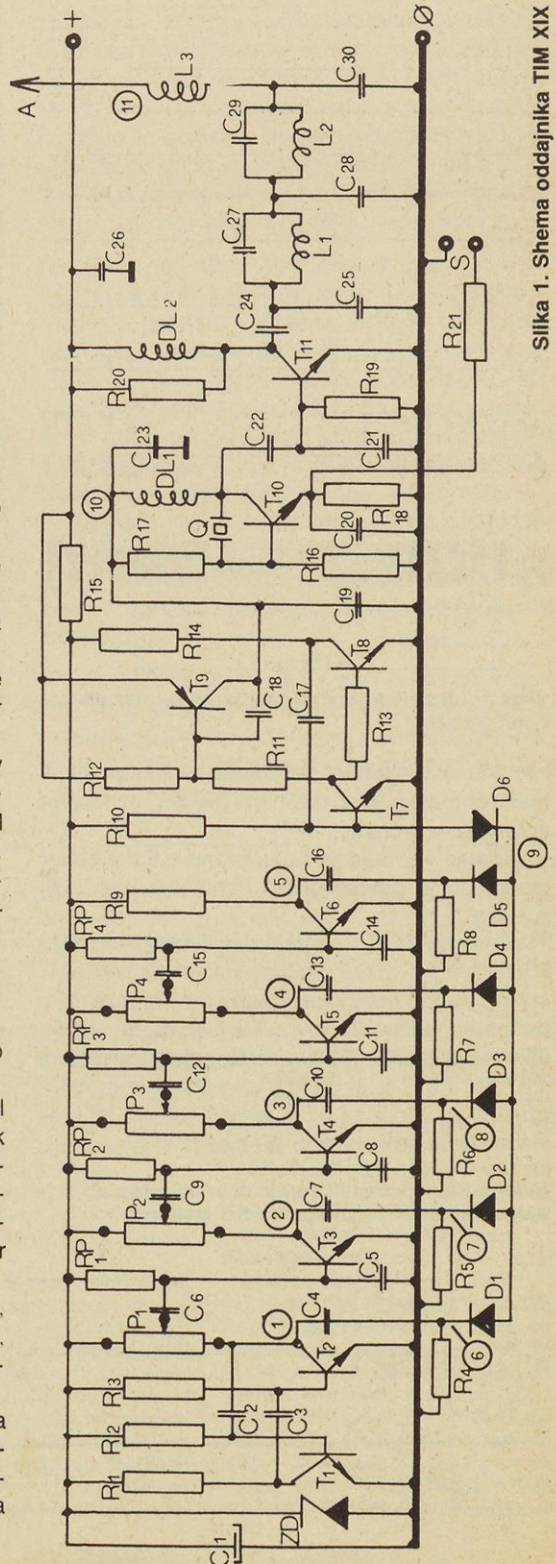 +
A
L3
11
C30
C29
L2
C28
C27
L1
C26
DL2
C24
C25
R20
T11
R19
C22
C21
C23
DL1
10
R17
Q
T10
R18
C20
R16
S
R21
R15
R14
C19
T9
C18
C17
T8
R13
R12
R11
T7
R10
D6
9
RP4
R9
5
C16
T6
C14
R8
D5
RP3
P4
C15
4
C13
T5
C11
R7
D4
RP2
P3
C12
3
C10
T4
C8
R6
8
D3
RP1
P2
C9
2
C7
T3
C5
R5
7
D2
P1
C6
1
C4
T2
R4
6
D1
R3
R2
R1
C2
C3
T1
ZD
C1
Ø
Slika 1. Shema oddajnika TIM XIX